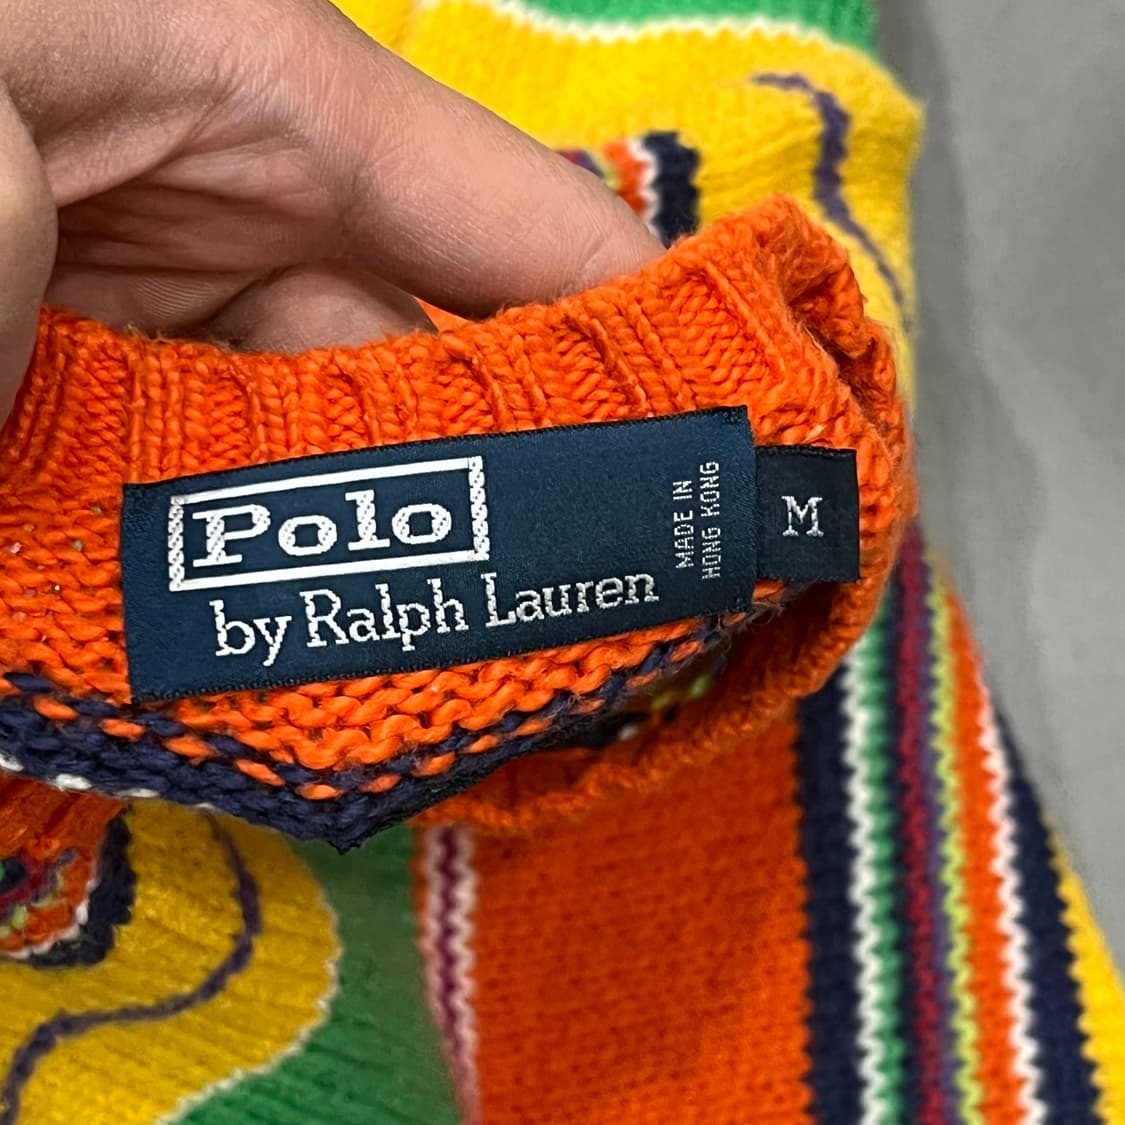 Polo
by Ralph Lauren
MADE IN
HONG KONG
M